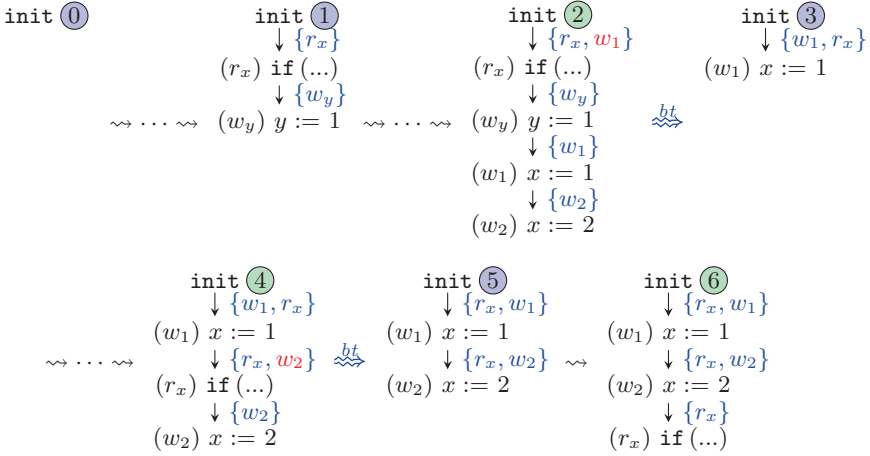 init 0 init 1 init 2 init 3
↓ {r_x} ↓ {r_x, w_1} ↓ {w_1, r_x}
(r_x) if (...) (r_x) if (...) (w_1) x := 1
↓ {w_y} ↓ {w_y}
⇝ ··· ⇝ (w_y) y := 1 ⇝ ··· ⇝ (w_y) y := 1 bt
↓ {w_1}
(w_1) x := 1
↓ {w_2}
(w_2) x := 2
init 4 init 5 init 6
↓ {w_1, r_x} ↓ {r_x, w_1} ↓ {r_x, w_1}
(w_1) x := 1 (w_1) x := 1 (w_1) x := 1
⇝ ··· ⇝ ↓ {r_x, w_2} bt ↓ {r_x, w_2} ⇝ ↓ {r_x, w_2}
(r_x) if (...) (w_2) x := 2 (w_2) x := 2
↓ {w_2} ↓ {r_x}
(w_2) x := 2 (r_x) if (...)